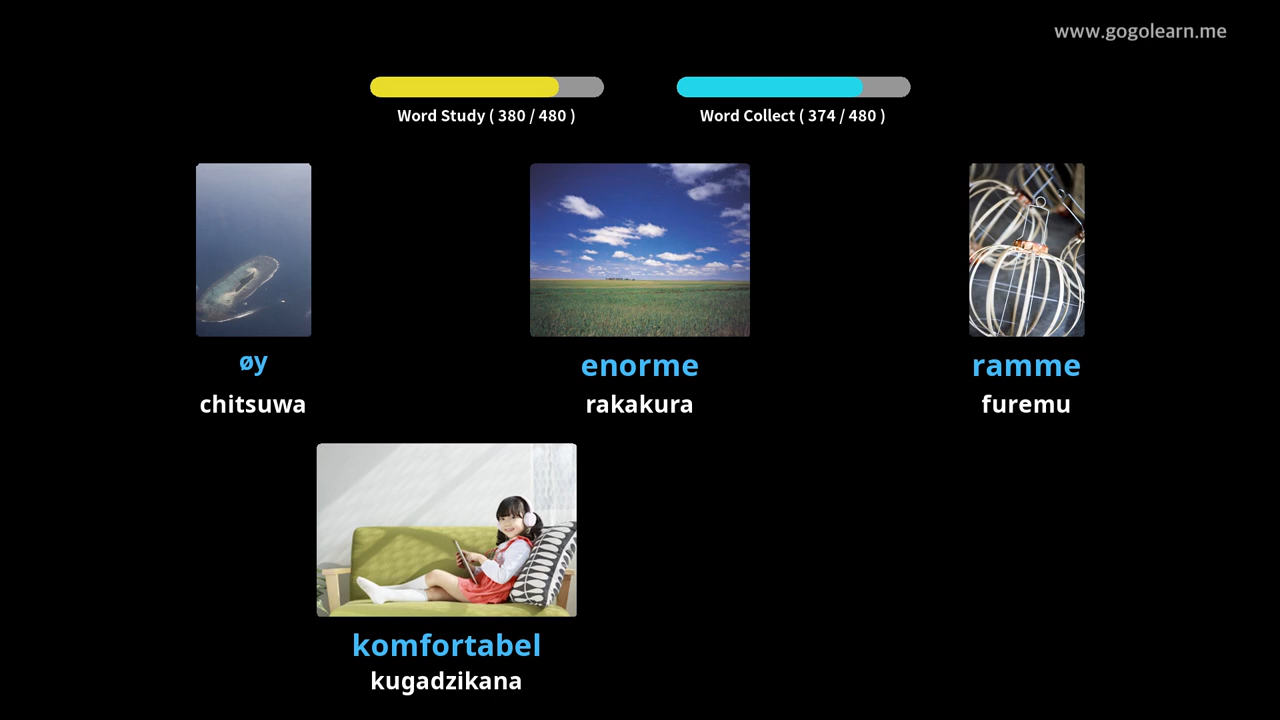 www.gogolearn.me
Word Study ( 380 / 480 )
Word Collect ( 374 / 480 )
øy
chitsuwa
enorme
rakakura
ramme
furemu
komfortabel
kugadzikana